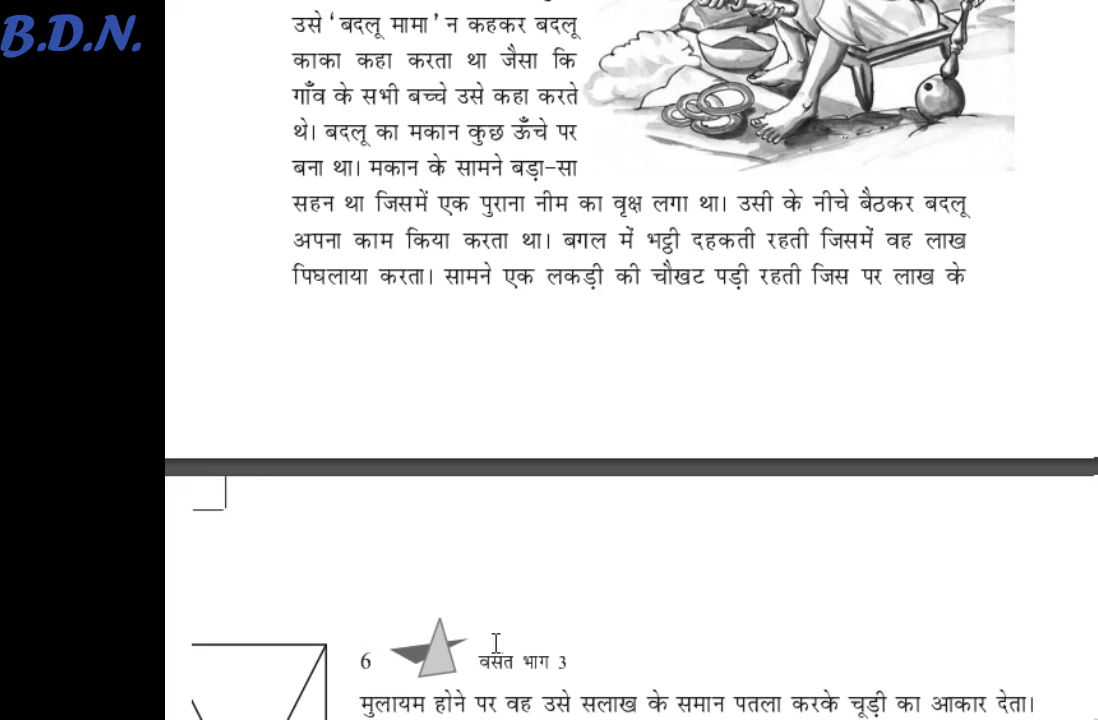 B.D.N.
उसे ‘बदलू मामा’ न कहकर बदलू
काका कहा करता था जैसा कि
गाँव के सभी बच्चे उसे कहा करते
थे। बदलू का मकान कुछ ऊँचे पर
बना था। मकान के सामने बड़ा-सा
सहन था जिसमें एक पुराना नीम का वृक्ष लगा था। उसी के नीचे बैठकर बदलू
अपना काम किया करता था। बगल में भट्ठी दहकती रहती जिसमें वह लाख
पिघलाया करता। सामने एक लकड़ी की चौखट पड़ी रहती जिस पर लाख के
6 वसंत भाग 3
मुलायम होने पर वह उसे सलाख के समान पतला करके चूड़ी का आकार देता।